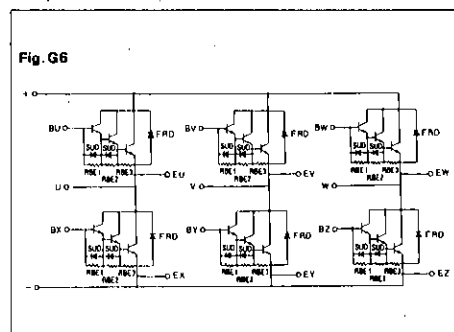 Fig. G6
+
BU SUD FRD BV SUD FRD BW SUD FRD
SUD SUD SUD
RBE1 RBE3 EU RBE1 RBE3 EV RBE1 RBE3 EW
RBE2 RBE2 RBE2
U V W
BX SUD FRD BY SUD FRD BZ SUD FRD
SUD SUD SUD
RBE1 RBE3 EX RBE1 RBE3 EY RBE1 RBE3 EZ
RBE2 RBE2 RBE2
−